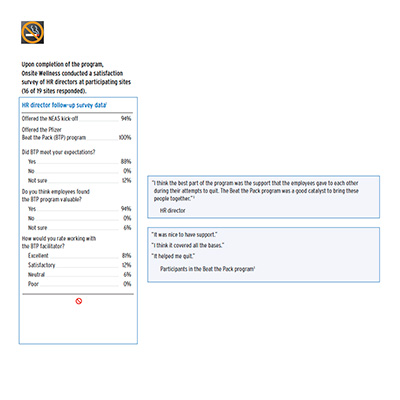 Upon completion of the program,
Onsite Wellness conducted a satisfaction
survey of HR directors at participating sites
(16 of 19 sites responded).
HR director follow-up survey data¹
Offered the NEAS kick-off 94%
Offered the Pfizer
Beat the Pack (BTP) program 100%
Did BTP meet your expectations?
Yes 88%
No 0%
Not sure 12%
Do you think employees found
the BTP program valuable?
Yes 94%
No 0%
Not sure 6%
How would you rate working with
the BTP facilitator?
Excellent 81%
Satisfactory 12%
Neutral 6%
Poor 0%
"I think the best part of the program was the support that the employees gave to each other
during their attempts to quit. The Beat the Pack program was a good catalyst to bring these
people together."
HR director
"It was nice to have support."
"I think it covered all the bases."
"It helped me quit."
Participants in the Beat the Pack program